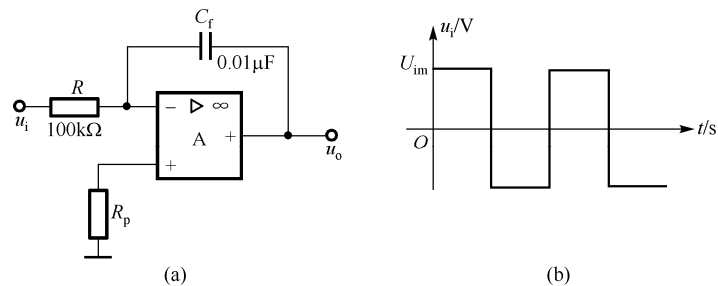 C_f
0.01μF
R
100kΩ
u_i
− ▷ ∞
A +
+
u_o
R_p
(a)
u_i/V
U_im
O
t/s
(b)